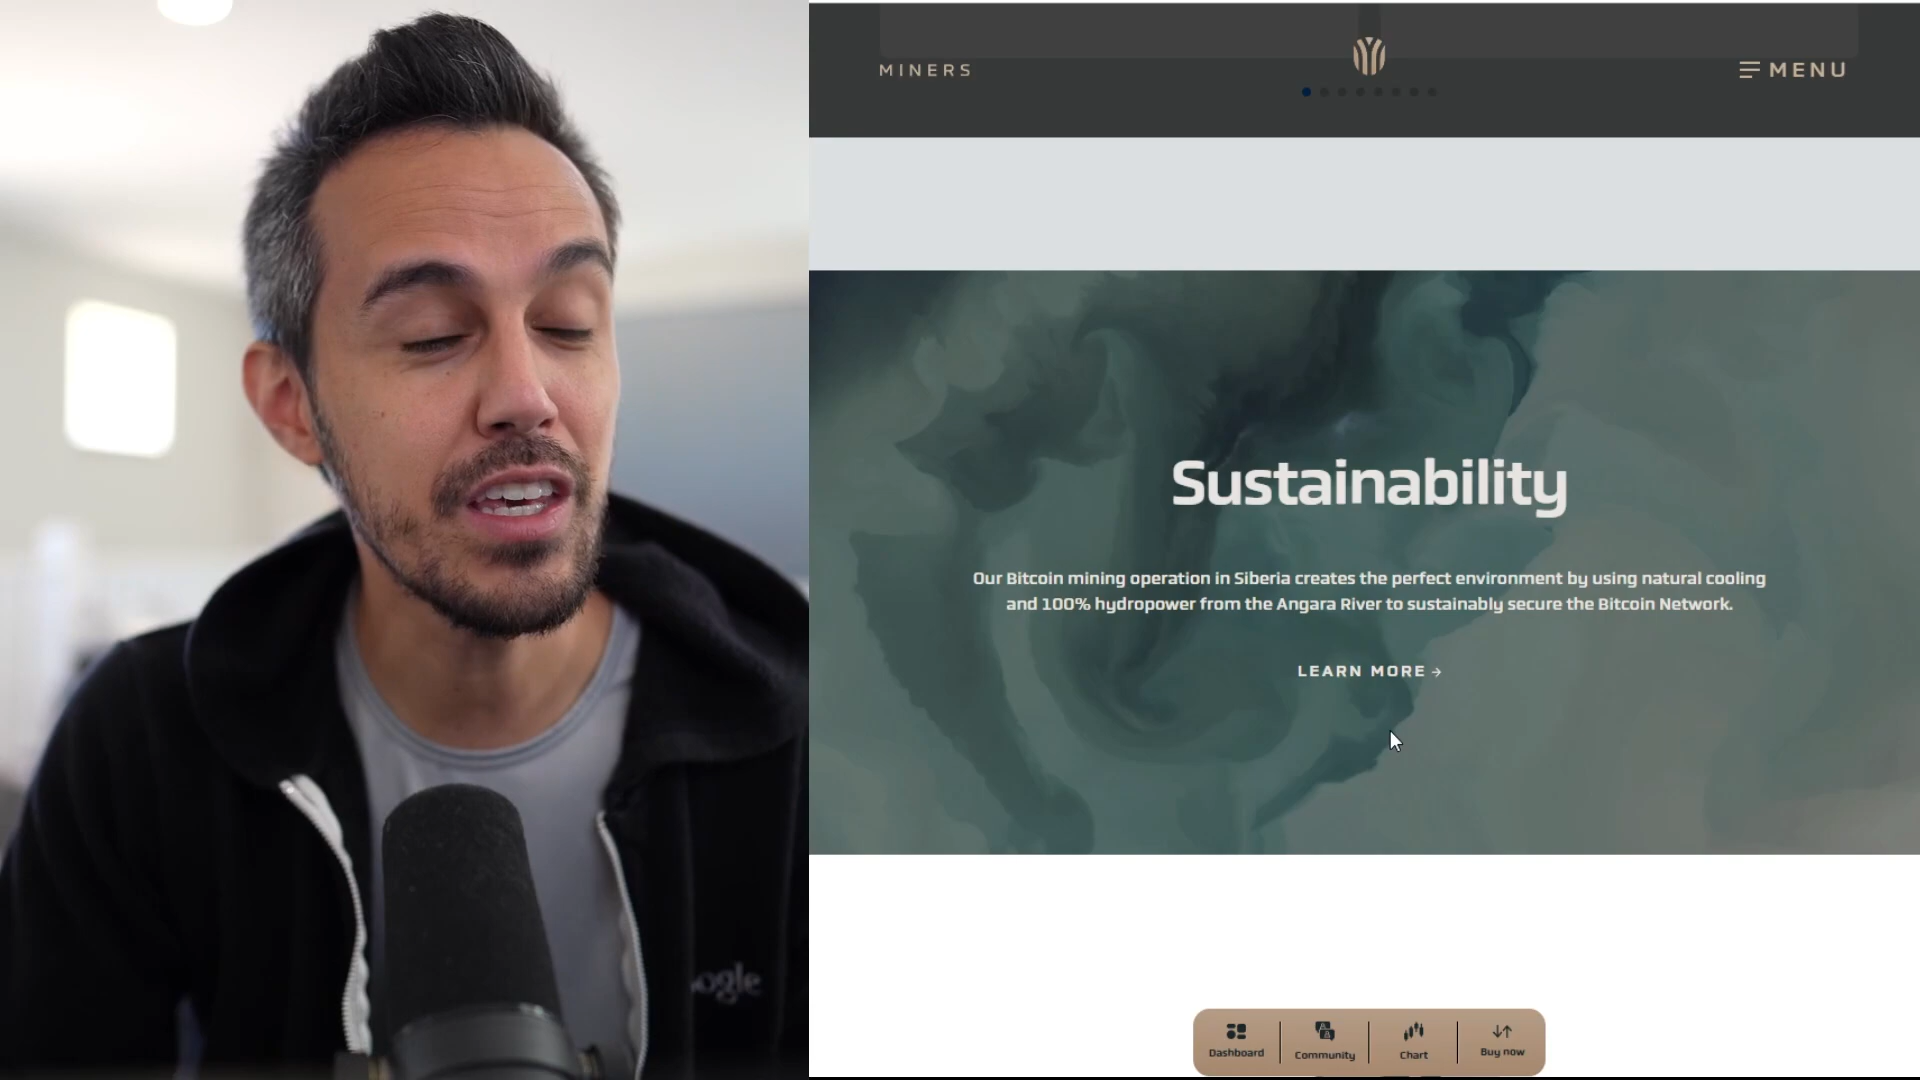 MINERS
MENU
Sustainability
Our Bitcoin mining operation in Siberia creates the perfect environment by using natural cooling
and 100% hydropower from the Angara River to sustainably secure the Bitcoin Network.
LEARN MORE →
ogle
Dashboard
Community
Chart
Buy now